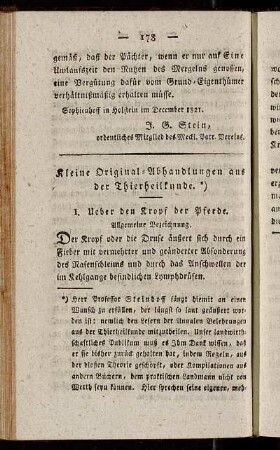 — 178 —
gemäß, daß der Pächter, wenn er nur auf Eine
Auslaufszeit den Nutzen des Mergelns genossen,
eine Vergütung dafür vom Grund-Eigenthümer
verhältnißmäßig erhalten müsse.
Sophienhoff in Holstein im December 1821.
J. G. Stein,
ordentliches Mitglied des Meckl. Patr. Vereins.
Kleine Original-Abhandlungen aus
der Thierheilkunde. *)
1. Ueber den Kropf der Pferde.
Allgemeine Bezeichnung.
Der Kropf oder die Druse äußert sich durch ein
Fieber mit vermehrter und geänderter Absonderung
des Nasenschleims und durch das Anschwellen der
im Kehlgange befindlichen Lymphdrüsen.
*) Herr Professor Steinhoff fängt hiemit an einen
Wunsch zu erfüllen, der längst so laut geäußert wor-
den ist: nemlich den Lesern der Annalen Belehrungen
aus der Thierheilkunde mitzutheilen. Unser landwirth-
schaftliches Publikum muß es Ihm Dank wissen, daß
er sie bisher zurück gehalten hat, indem Regeln, aus
der bloßen Theorie geschöpft, oder Kompilationen aus
andern Büchern, dem praktischen Landmann nicht von
Werth seyn können. Hier sprechen seine eigenen, meh-